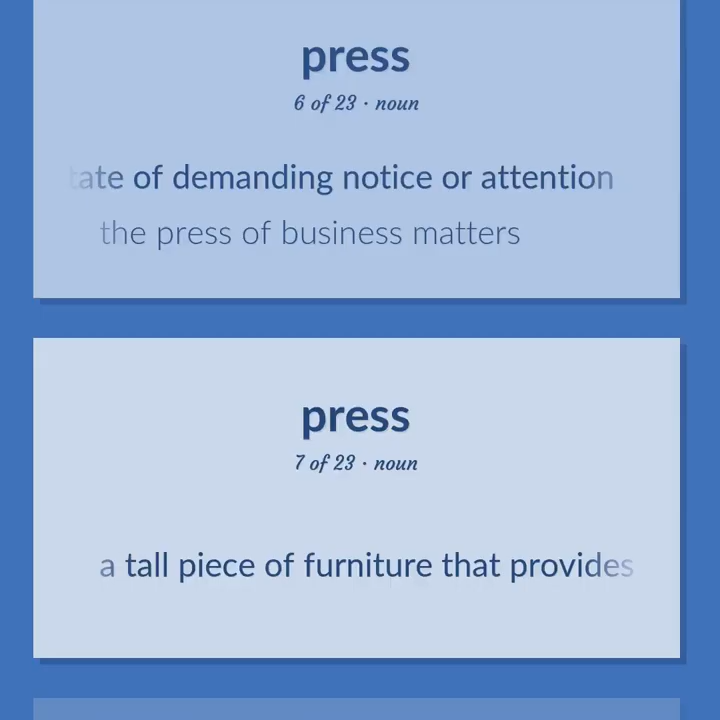 press
6 of 23 · noun
tate of demanding notice or attention
the press of business matters
press
7 of 23 · noun
a tall piece of furniture that provides